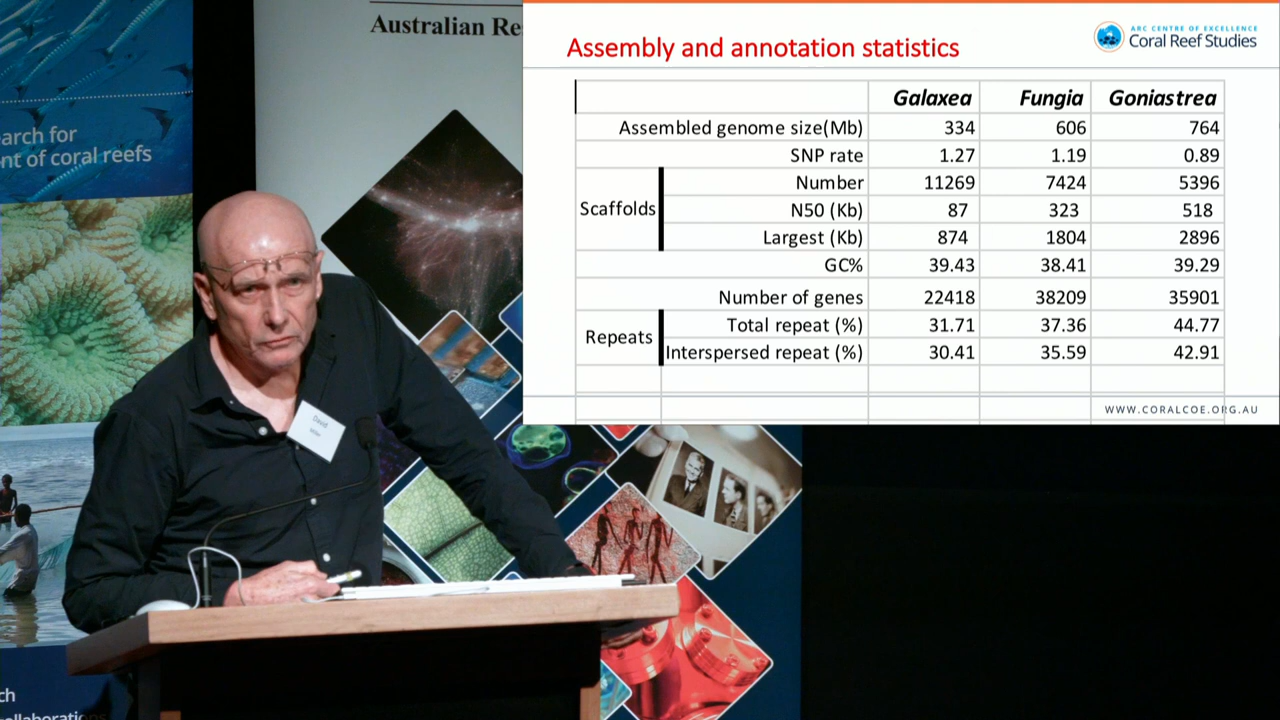 Australian Re
earch for
nt of coral reefs
ch
ollaborations
David
Miller
Assembly and annotation statistics
ARC CENTRE OF EXCELLENCE
Coral Reef Studies
Galaxea Fungia Goniastrea
Assembled genome size(Mb) 334 606 764
SNP rate 1.27 1.19 0.89
Scaffolds
Number 11269 7424 5396
N50 (Kb) 87 323 518
Largest (Kb) 874 1804 2896
GC% 39.43 38.41 39.29
Number of genes 22418 38209 35901
Repeats
Total repeat (%) 31.71 37.36 44.77
Interspersed repeat (%) 30.41 35.59 42.91
WWW.CORALCOE.ORG.AU